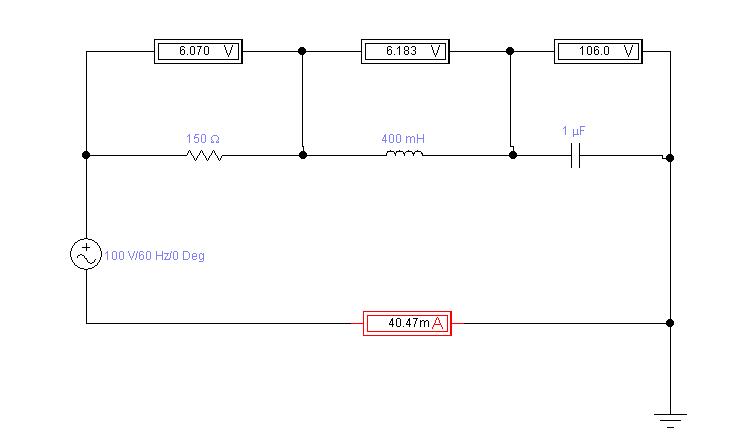 6.070 V
6.183 V
106.0 V
150 Ω
400 mH
1 µF
100 V/60 Hz/0 Deg
40.47m A